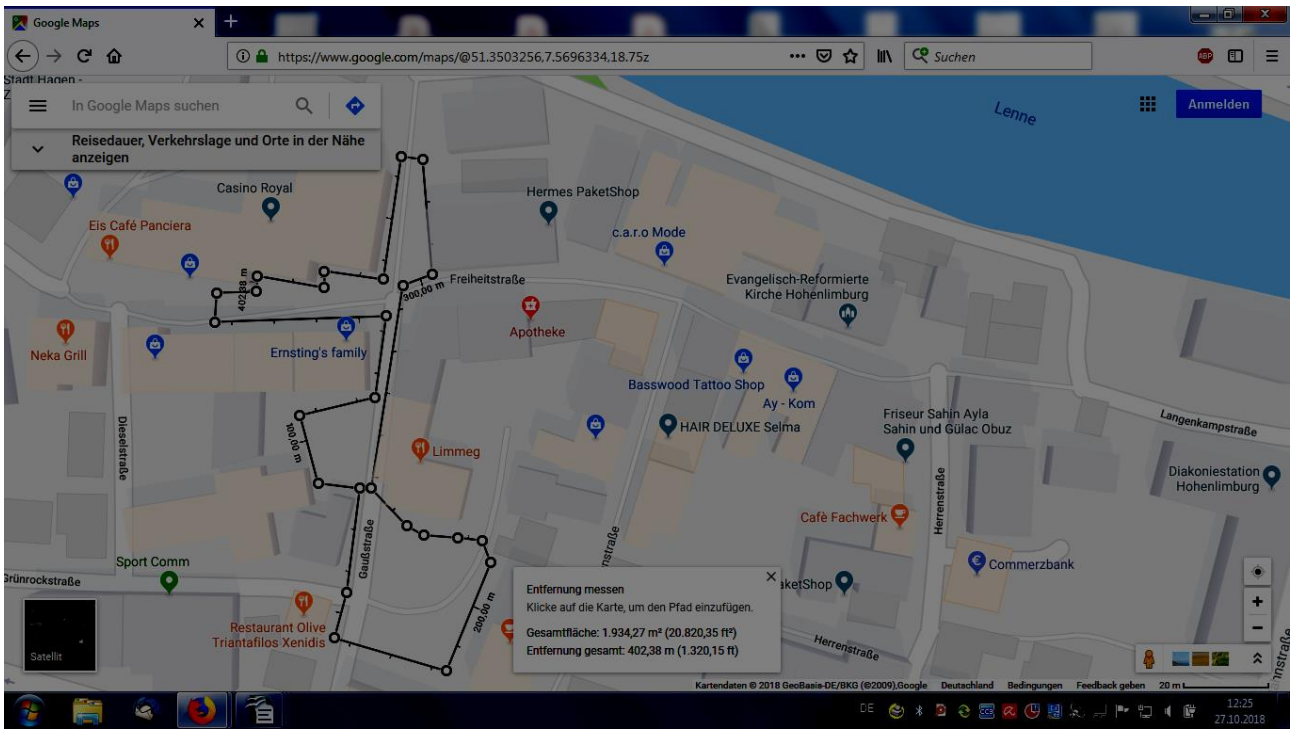 Google Maps
https://www.google.com/maps/@51.3503256,7.5696334,18.75z
Suchen
Stadt Hagen -
In Google Maps suchen
Anmelden
Reisedauer, Verkehrslage und Orte in der Nähe
anzeigen
Lenne
Casino Royal
Hermes PaketShop
Eis Café Panciera
c.a.r.o Mode
402,38 m
300,00 m
Freiheitstraße
Evangelisch-Reformierte
Kirche Hohenlimburg
Apotheke
Neka Grill
Ernsting's family
Basswood Tattoo Shop
Ay - Kom
Dieselstraße
100,00 m
HAIR DELUXE Selma
Friseur Sahin Ayla
Sahin und Gülac Obuz
Langenkampstraße
Limmeg
Diakoniestation
Hohenlimburg
Herrenstraße
Cafè Fachwerk
Gaußstraße
Sport Comm
Grünrockstraße
Commerzbank
nstraße
aketShop
200,00 m
Entfernung messen
Klicke auf die Karte, um den Pfad einzufügen.
Gesamtfläche: 1.934,27 m² (20.820,35 ft²)
Entfernung gesamt: 402,38 m (1.320,15 ft)
Restaurant Olive
Triantafilos Xenidis
Herrenstraße
Satellit
nstraße
Kartendaten © 2018 GeoBasis-DE/BKG (©2009),Google Deutschland Bedingungen Feedback geben 20 m
DE
12:25
27.10.2018